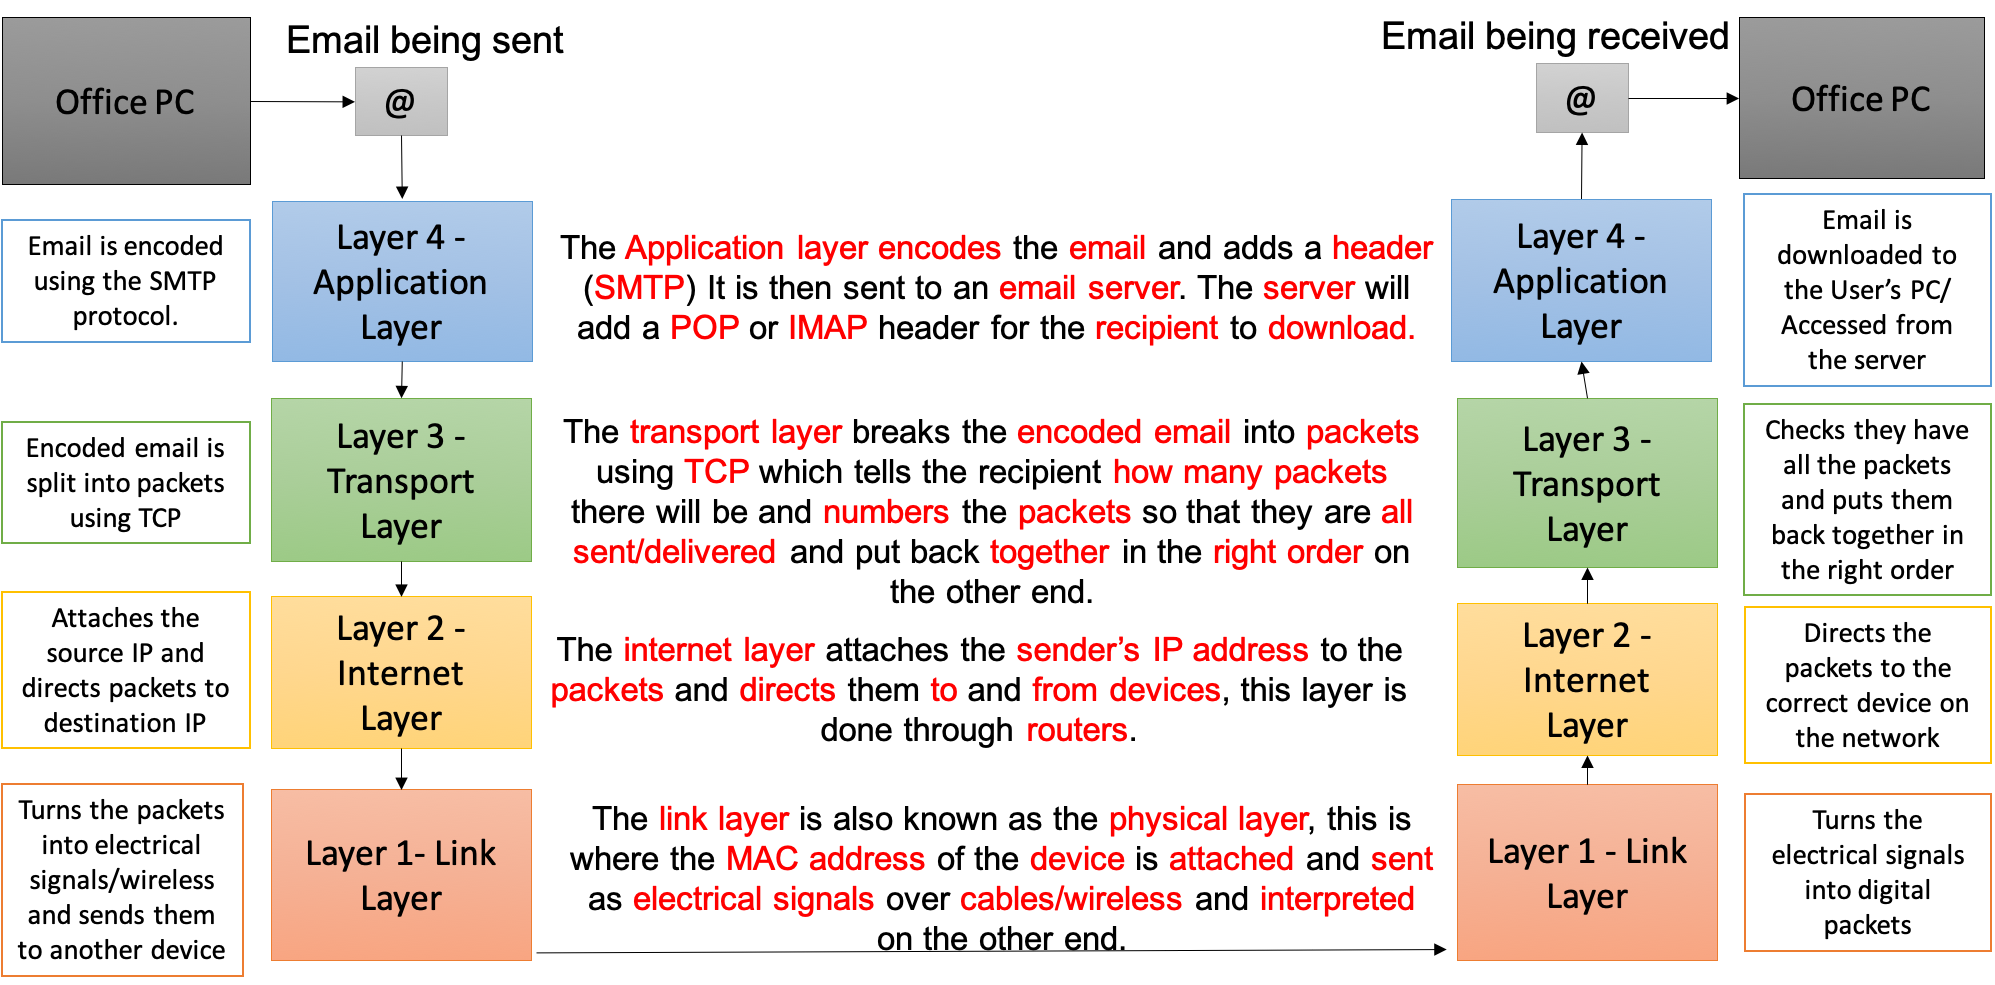 Email being sent
Email being received
Office PC
@
@
Office PC
Email is encoded
using the SMTP
protocol.
Layer 4 -
Application
Layer
The Application layer encodes the email and adds a header
(SMTP) It is then sent to an email server. The server will
add a POP or IMAP header for the recipient to download.
Layer 4 -
Application
Layer
Email is
downloaded to
the User’s PC/
Accessed from
the server
Encoded email is
split into packets
using TCP
Layer 3 -
Transport
Layer
The transport layer breaks the encoded email into packets
using TCP which tells the recipient how many packets
there will be and numbers the packets so that they are all
sent/delivered and put back together in the right order on
the other end.
Layer 3 -
Transport
Layer
Checks they have
all the packets
and puts them
back together in
the right order
Attaches the
source IP and
directs packets to
destination IP
Layer 2 -
Internet
Layer
The internet layer attaches the sender’s IP address to the
packets and directs them to and from devices, this layer is
done through routers.
Layer 2 -
Internet
Layer
Directs the
packets to the
correct device on
the network
Turns the packets
into electrical
signals/wireless
and sends them
to another device
Layer 1- Link
Layer
The link layer is also known as the physical layer, this is
where the MAC address of the device is attached and sent
as electrical signals over cables/wireless and interpreted
on the other end.
Layer 1 - Link
Layer
Turns the
electrical signals
into digital
packets